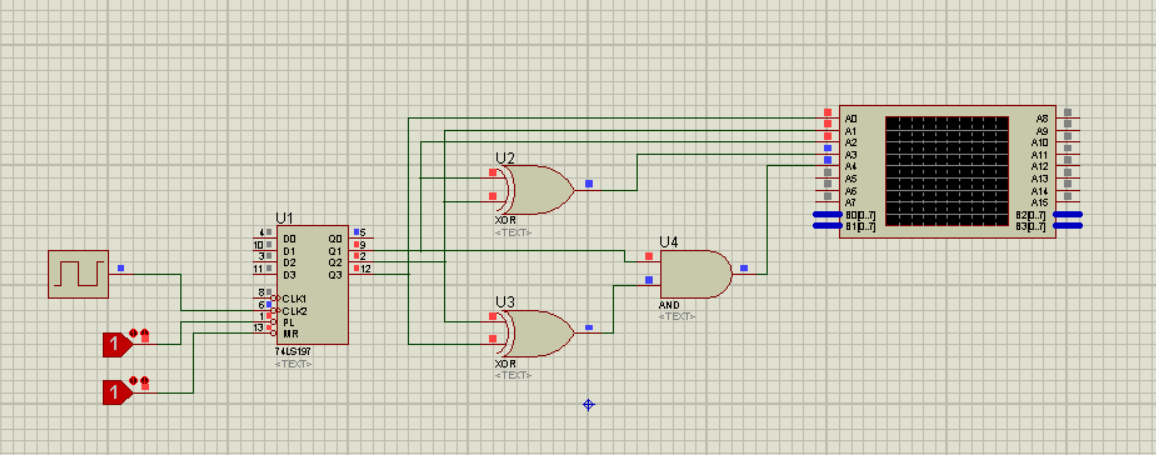 U1
4 D0 Q0 5
10 D1 Q1 9
3 D2 Q2 2
11 D3 Q3 12
8 CLK1
6 CLK2
1 PL
13 MR
74LS197
<TEXT>
1
1
U2
XOR
<TEXT>
U3
XOR
<TEXT>
U4
AND
<TEXT>
A0 A8
A1 A9
A2 A10
A3 A11
A4 A12
A5 A13
A6 A14
A7 A15
B0[0..7] B2[0..7]
B1[0..7] B3[0..7]